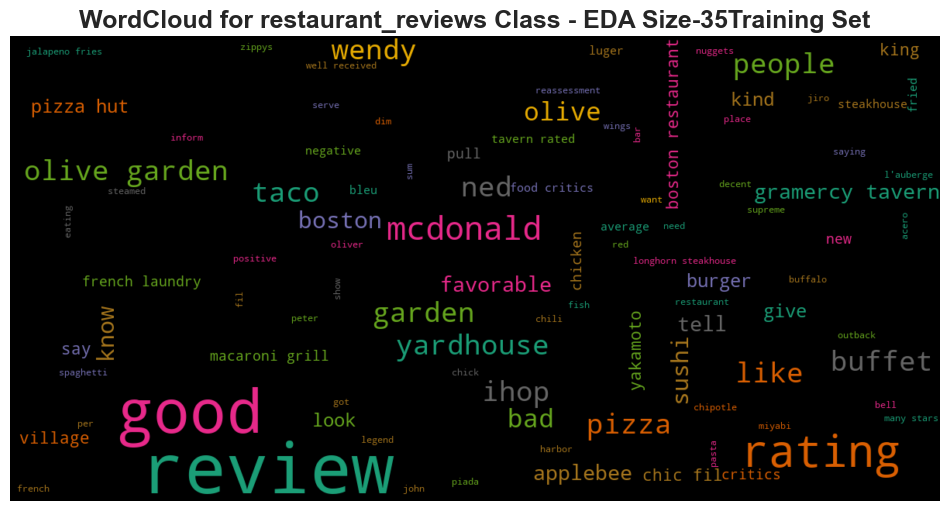 WordCloud for restaurant_reviews Class - EDA Size-35Training Set
jalapeno fries
zippys
wendy
well received
luger
nuggets
people
king
pizza hut
serve
dim
reassessment
olive
wings
bar
boston restaurant
kind
jiro
steakhouse
fried
place
inform
negative
tavern rated
pull
saying
olive garden
steamed
taco
bleu
sum
ned
food critics
want
decent
gramercy tavern
l'auberge
supreme
eating
boston
mcdonald
average
need
red
new
acero
positive
oliver
chicken
longhorn steakhouse
french laundry
fil
show
favorable
burger
buffalo
know
peter
garden
fish
chili
restaurant
give
tell
outback
say
macaroni grill
yardhouse
yakamoto
sushi
buffet
spaghetti
chick
like
good
got
look
ihop
bad
pizza
chipotle
bell
many stars
miyabi
per
village
legend
harbor
pasta
rating
review
french
john
piada
applebee
chic fil
critics